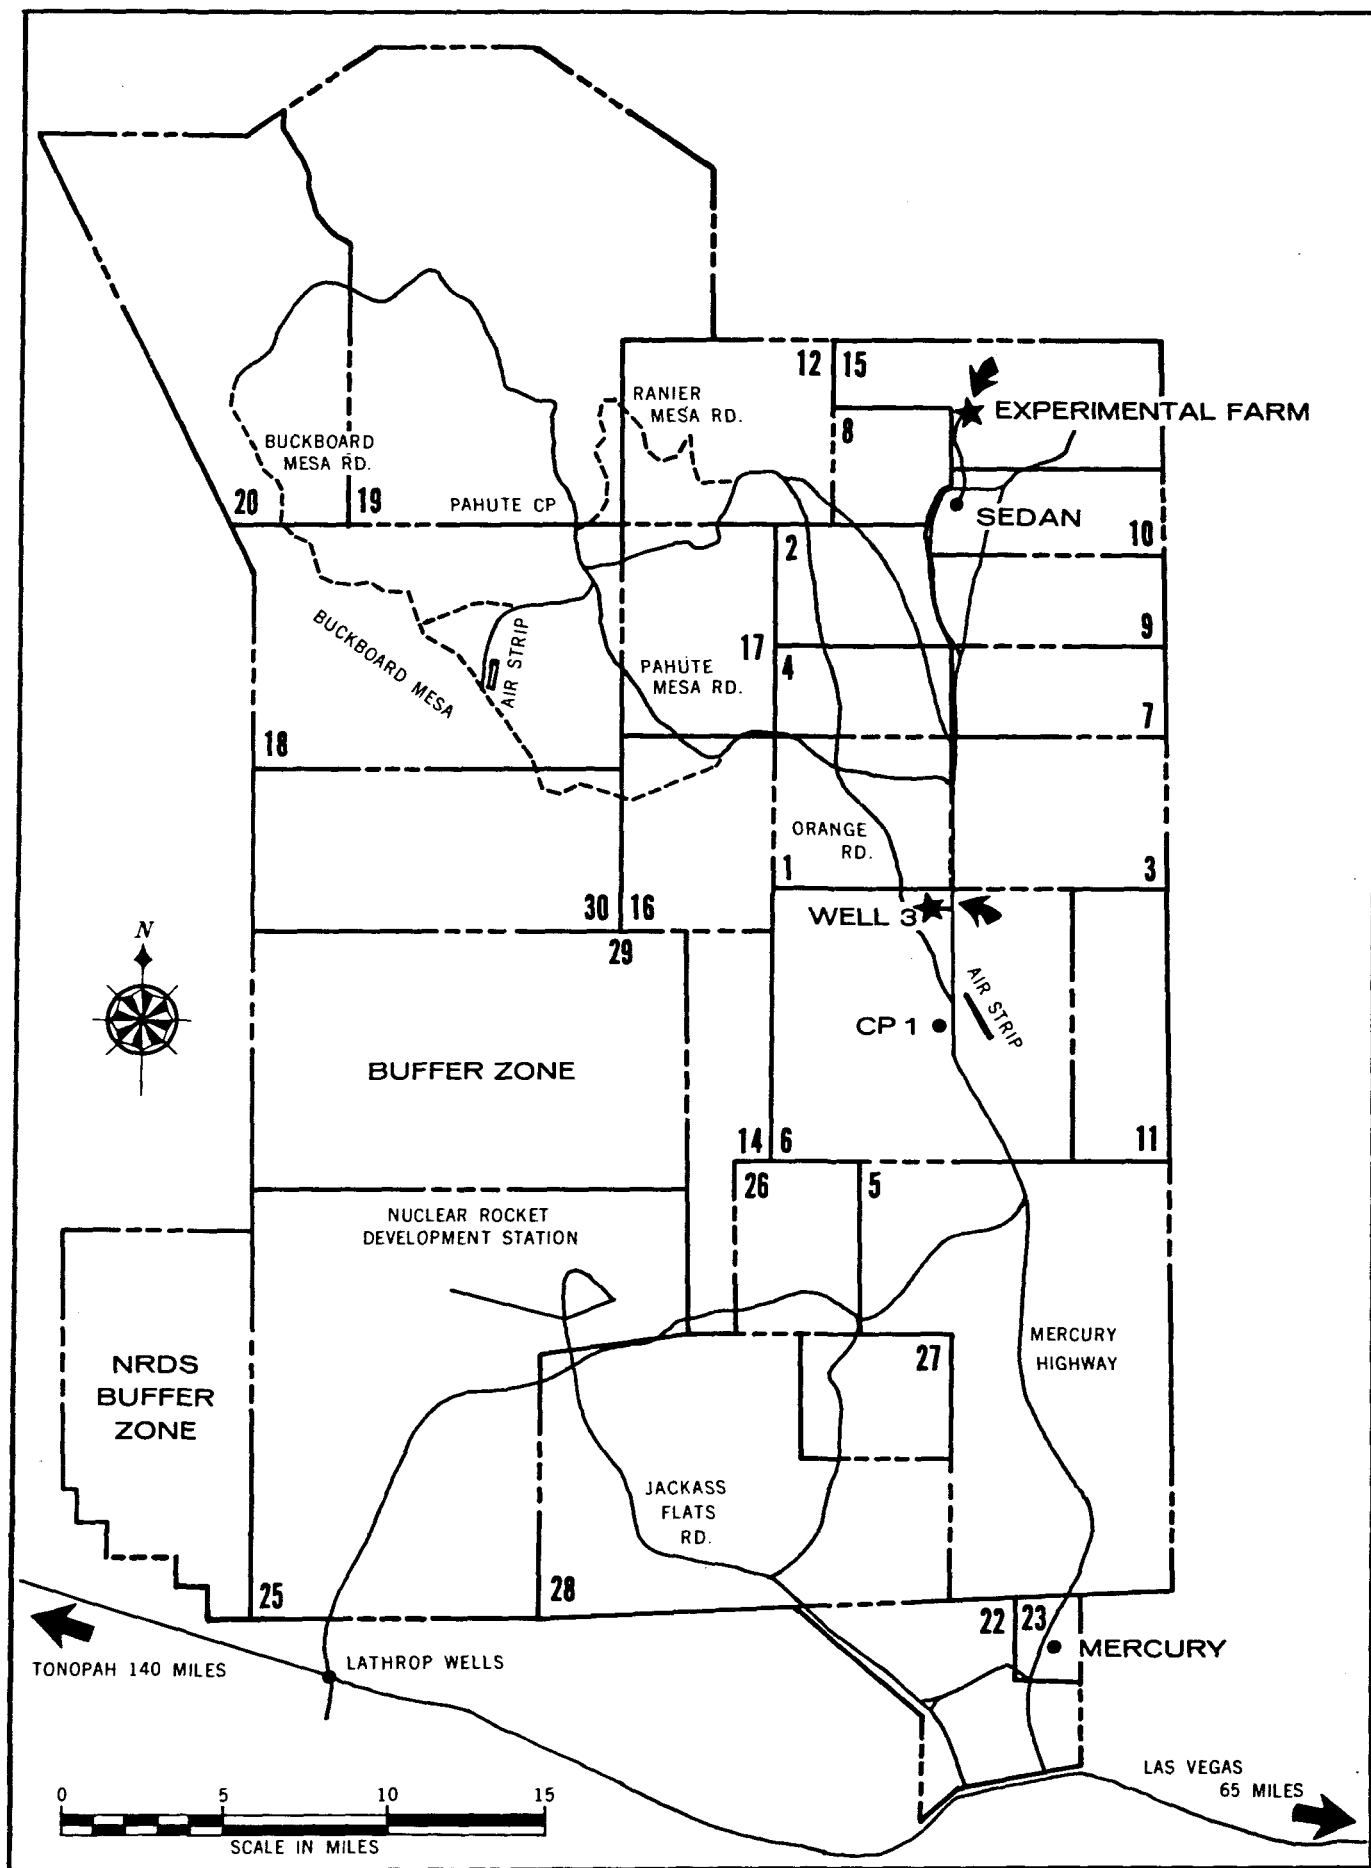 12
15
RANIER
MESA RD.
EXPERIMENTAL FARM
8
BUCKBOARD
MESA RD.
20
19
PAHUTE CP
SEDAN
10
2
BUCKBOARD MESA
AIR STRIP
17
9
PAHUTE
MESA RD.
4
7
18
ORANGE
RD.
1
3
30
16
WELL 3
29
N
AIR STRIP
CP 1
BUFFER ZONE
14
6
11
26
5
NUCLEAR ROCKET
DEVELOPMENT STATION
MERCURY
HIGHWAY
27
NRDS
BUFFER
ZONE
JACKASS
FLATS
RD.
25
28
22
23
MERCURY
TONOPAH 140 MILES
LATHROP WELLS
LAS VEGAS
65 MILES
0 5 10 15
SCALE IN MILES